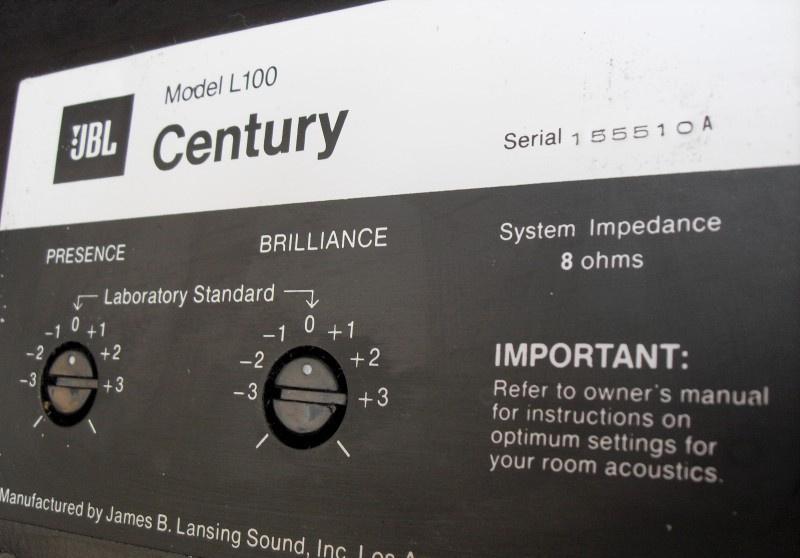 JBL
Model L100
Century
Serial 155510A
PRESENCE
BRILLIANCE
System Impedance
8 ohms
Laboratory Standard
-3 -2 -1 0 +1 +2 +3
-3 -2 -1 0 +1 +2 +3
IMPORTANT:
Refer to owner's manual
for instructions on
optimum settings for
your room acoustics.
Manufactured by James B. Lansing Sound, Inc. Los A